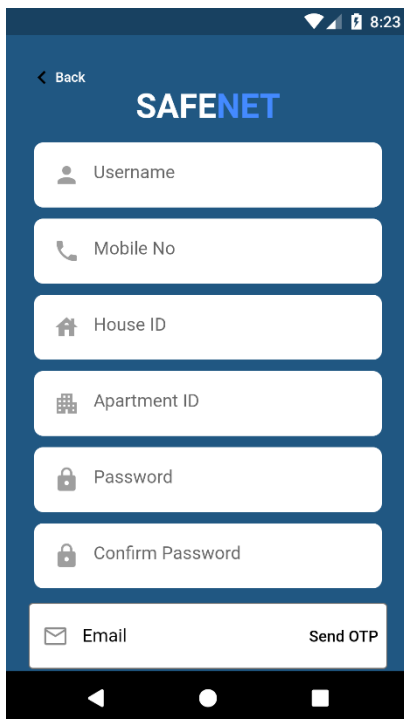 8:23
Back
SAFENET
Username
Mobile No
House ID
Apartment ID
Password
Confirm Password
Email Send OTP